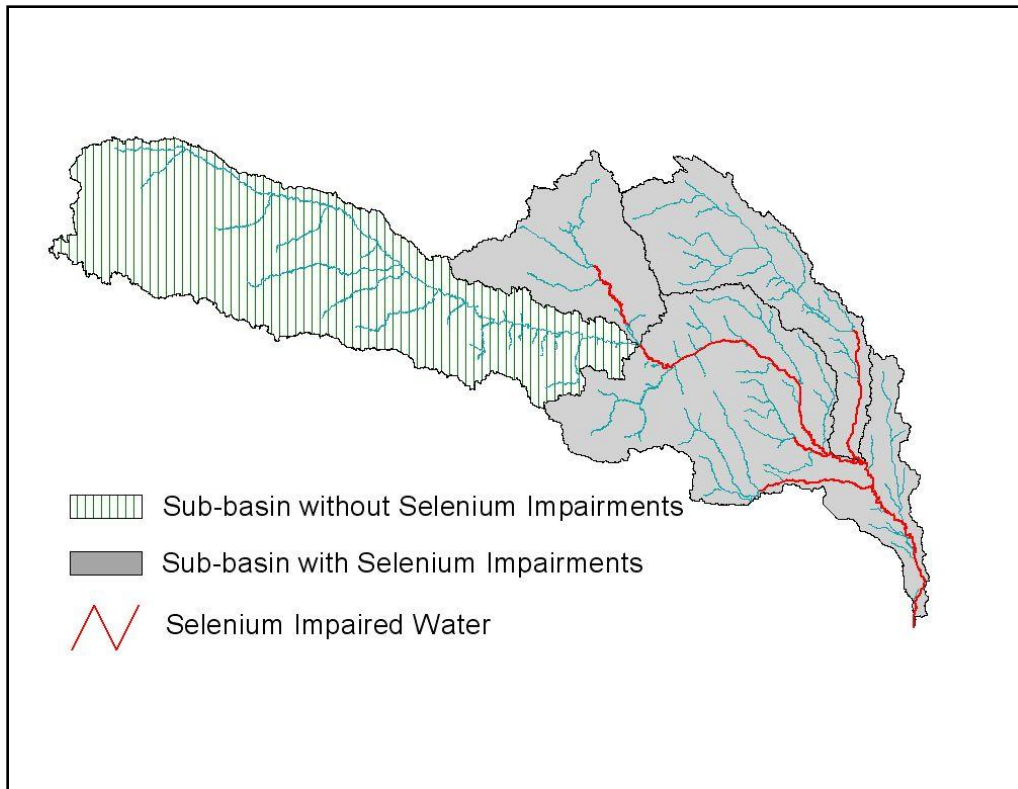 Sub-basin without Selenium Impairments
Sub-basin with Selenium Impairments
Selenium Impaired Water